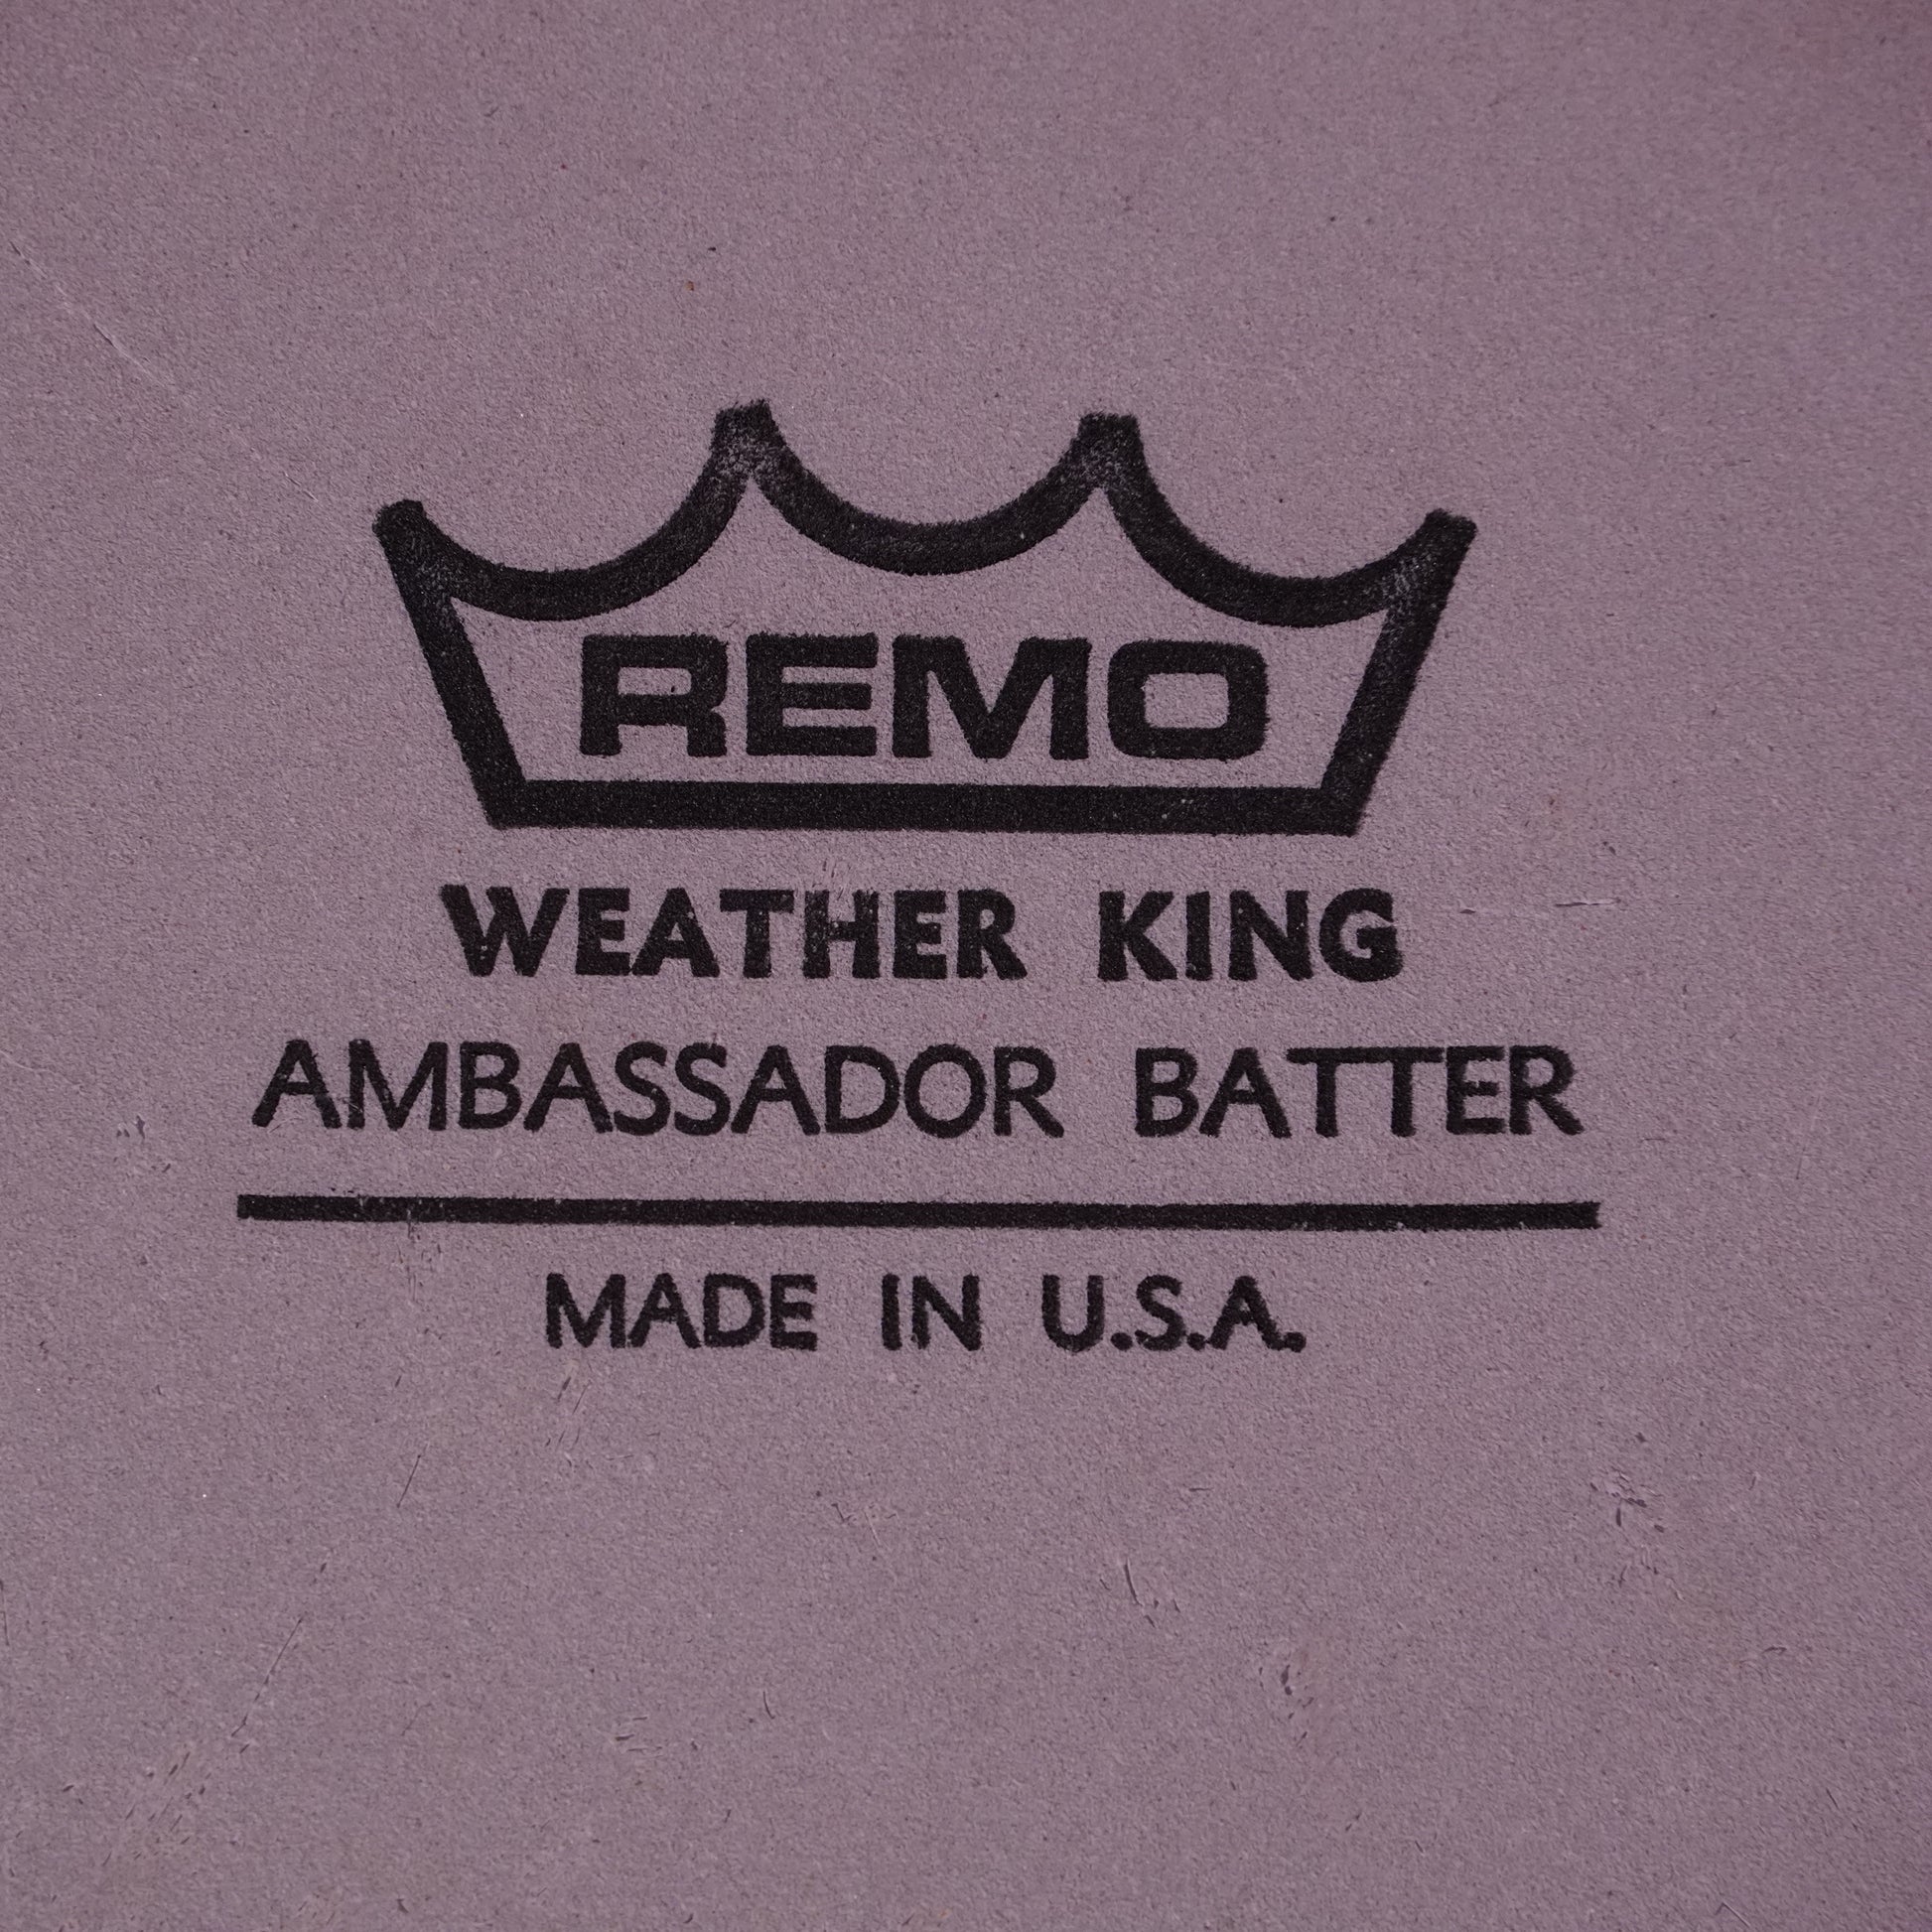 REMO
WEATHER KING
AMBASSADOR BATTER
MADE IN U.S.A.